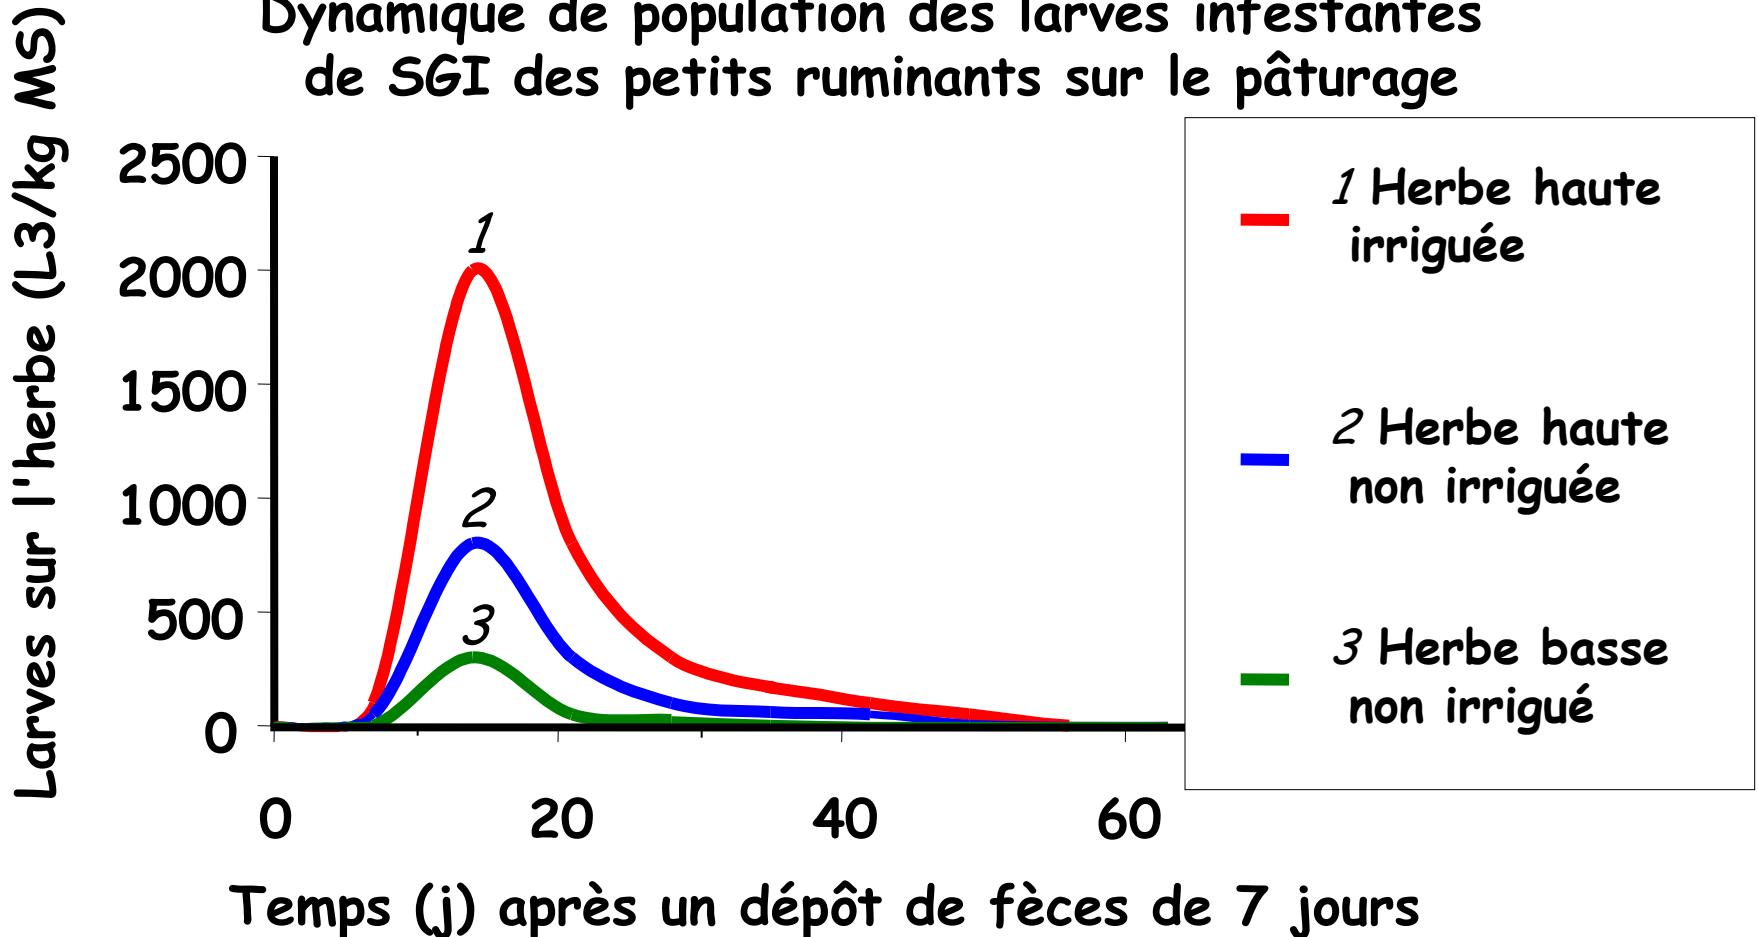 Dynamique de population des larves infestantes
de SGI des petits ruminants sur le pâturage
Larves sur l'herbe (L3/kg MS)
2500
2000
1500
1000
500
0
1
2
3
0 20 40 60
Temps (j) après un dépôt de fèces de 7 jours
1 Herbe haute
irriguée
2 Herbe haute
non irriguée
3 Herbe basse
non irrigué